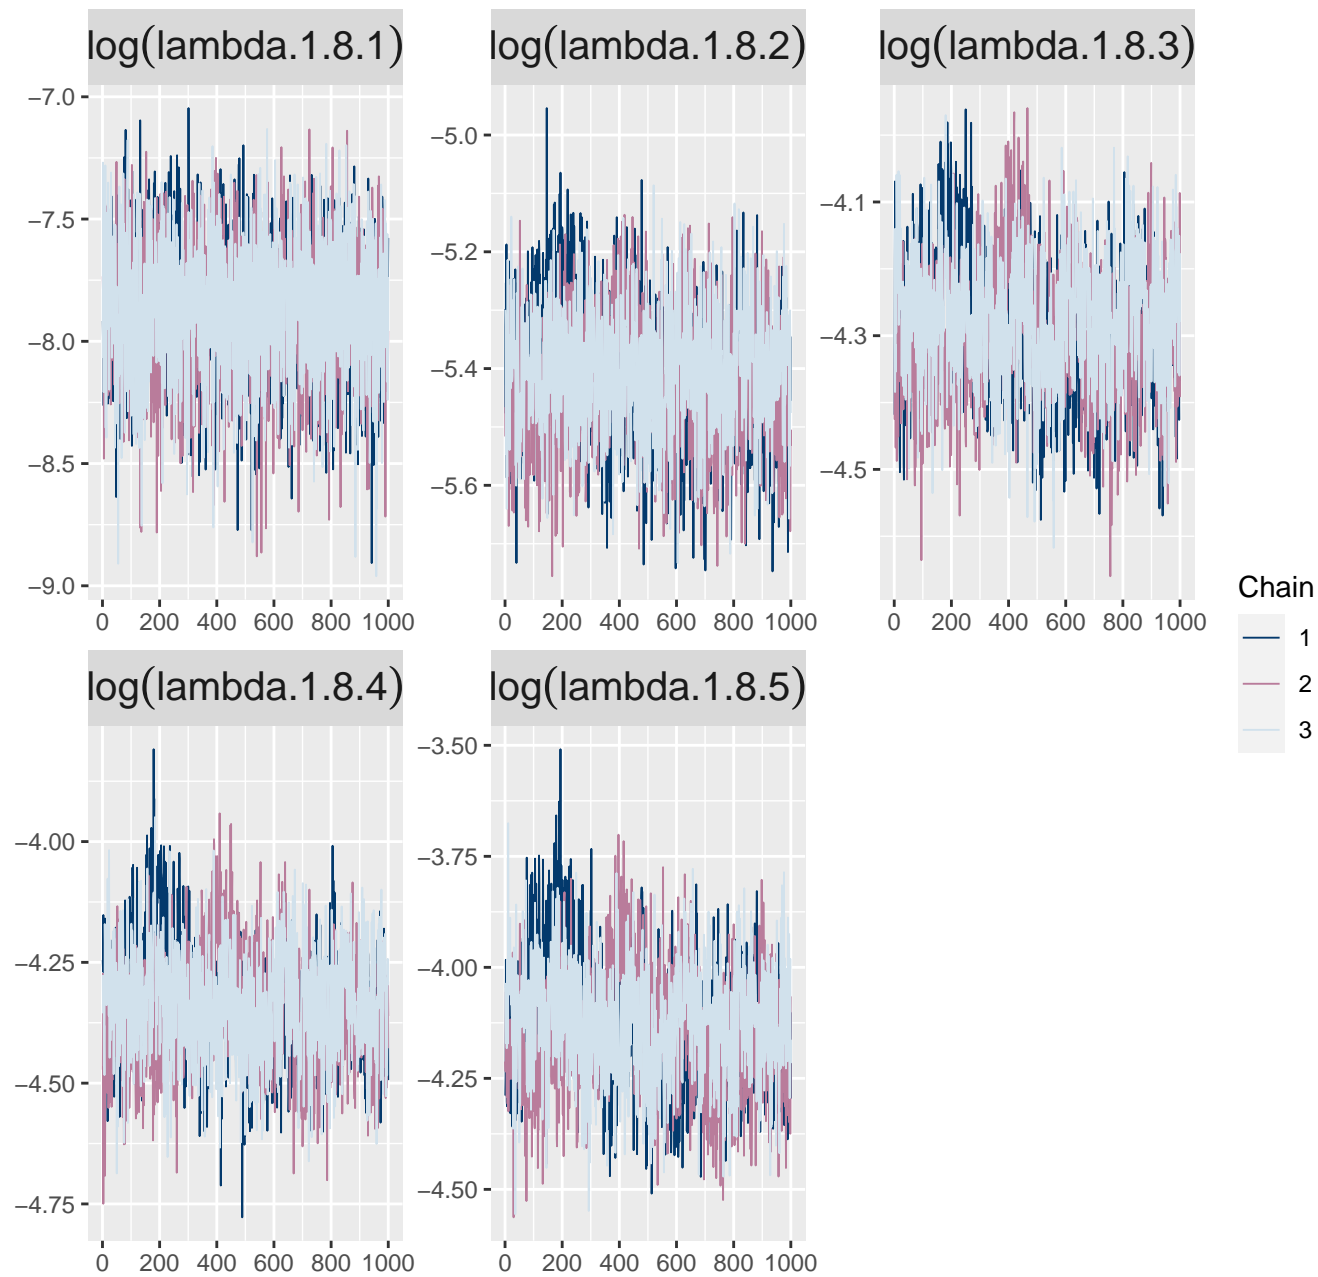 log(lambda.1.8.1)
log(lambda.1.8.2)
log(lambda.1.8.3)
−7.0
−7.5
−8.0
−8.5
−9.0
0 200 400 600 800 1000
−5.0
−5.2
−5.4
−5.6
0 200 400 600 800 1000
−4.1
−4.3
−4.5
0 200 400 600 800 1000
log(lambda.1.8.4)
log(lambda.1.8.5)
−4.00
−4.25
−4.50
−4.75
0 200 400 600 800 1000
−3.50
−3.75
−4.00
−4.25
−4.50
0 200 400 600 800 1000
Chain
1
2
3